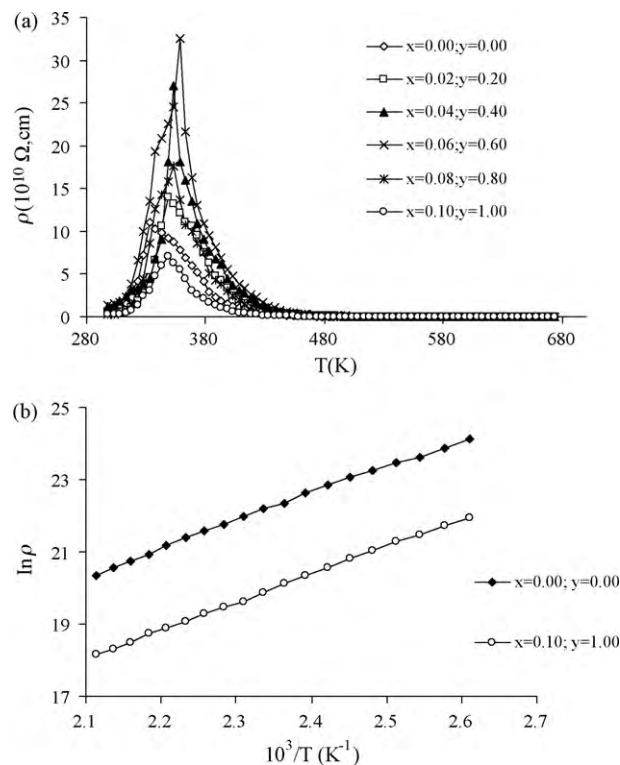 (a)
35
30
25
20
15
10
5
0
ρ(10¹⁰ Ω,cm)
280
380
480
580
680
T(K)
x=0.00;y=0.00
x=0.02;y=0.20
x=0.04;y=0.40
x=0.06;y=0.60
x=0.08;y=0.80
x=0.10;y=1.00
(b)
25
23
21
19
17
lnρ
2.1
2.2
2.3
2.4
2.5
2.6
2.7
10³/T (K⁻¹)
x=0.00; y=0.00
x=0.10; y=1.00